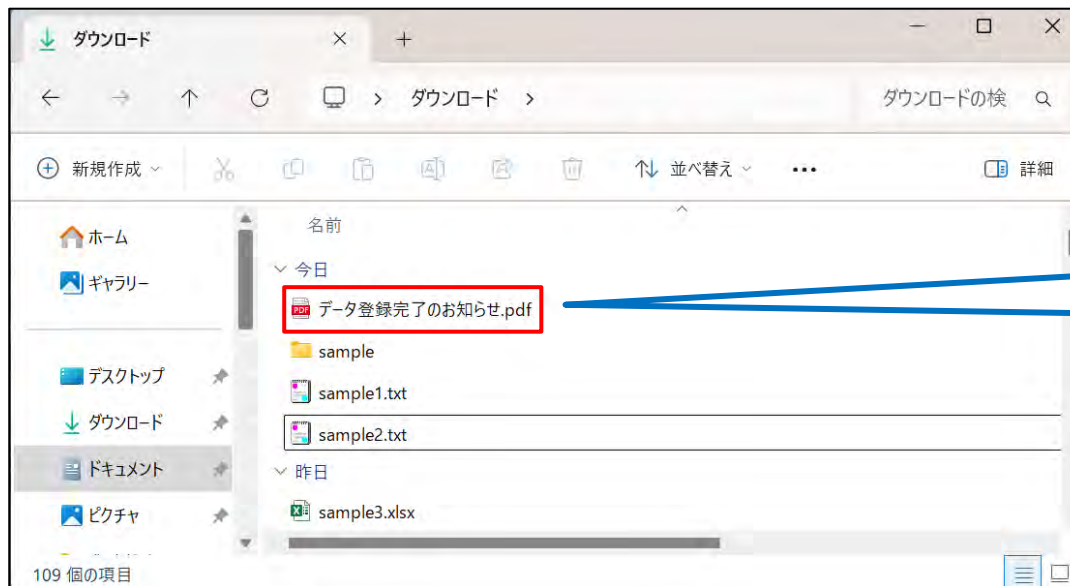 ダウンロード
ダウンロード
ダウンロードの検
新規作成
並べ替え
詳細
ホーム
ギャラリー
デスクトップ
ダウンロード
ドキュメント
ピクチャ
名前
今日
PDF データ登録完了のお知らせ.pdf
sample
sample1.txt
sample2.txt
昨日
sample3.xlsx
109 個の項目